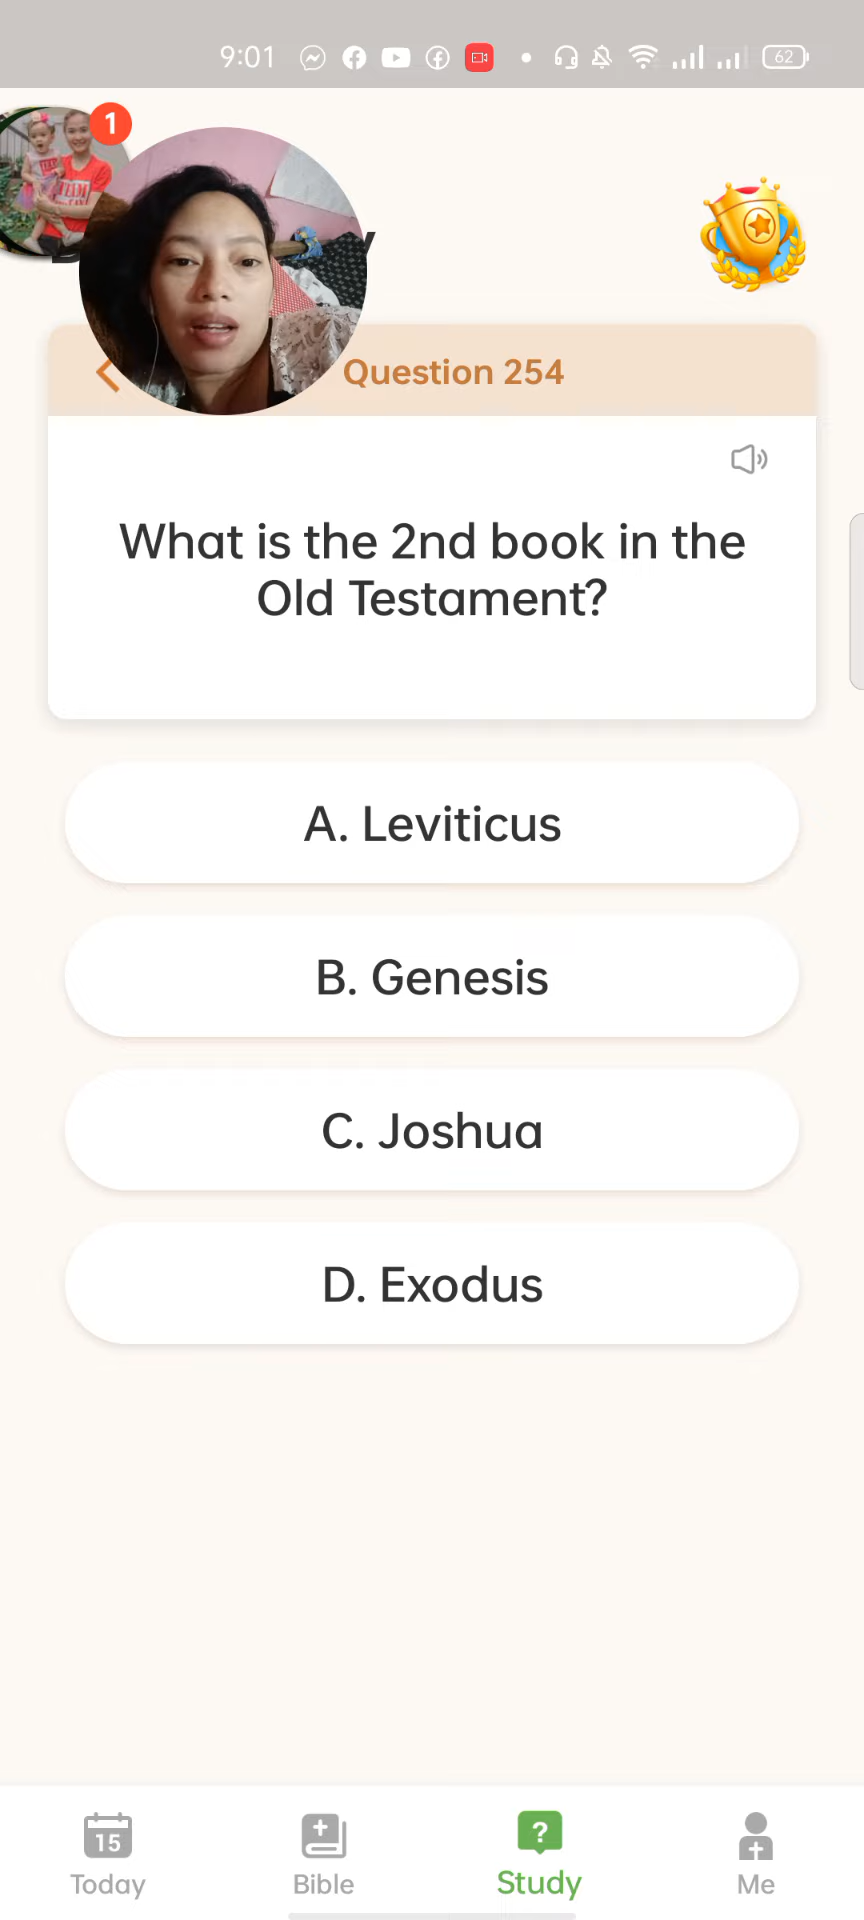 9:01
62
1
Question 254
What is the 2nd book in the
Old Testament?
A. Leviticus
B. Genesis
C. Joshua
D. Exodus
15
Today
Bible
?
Study
Me